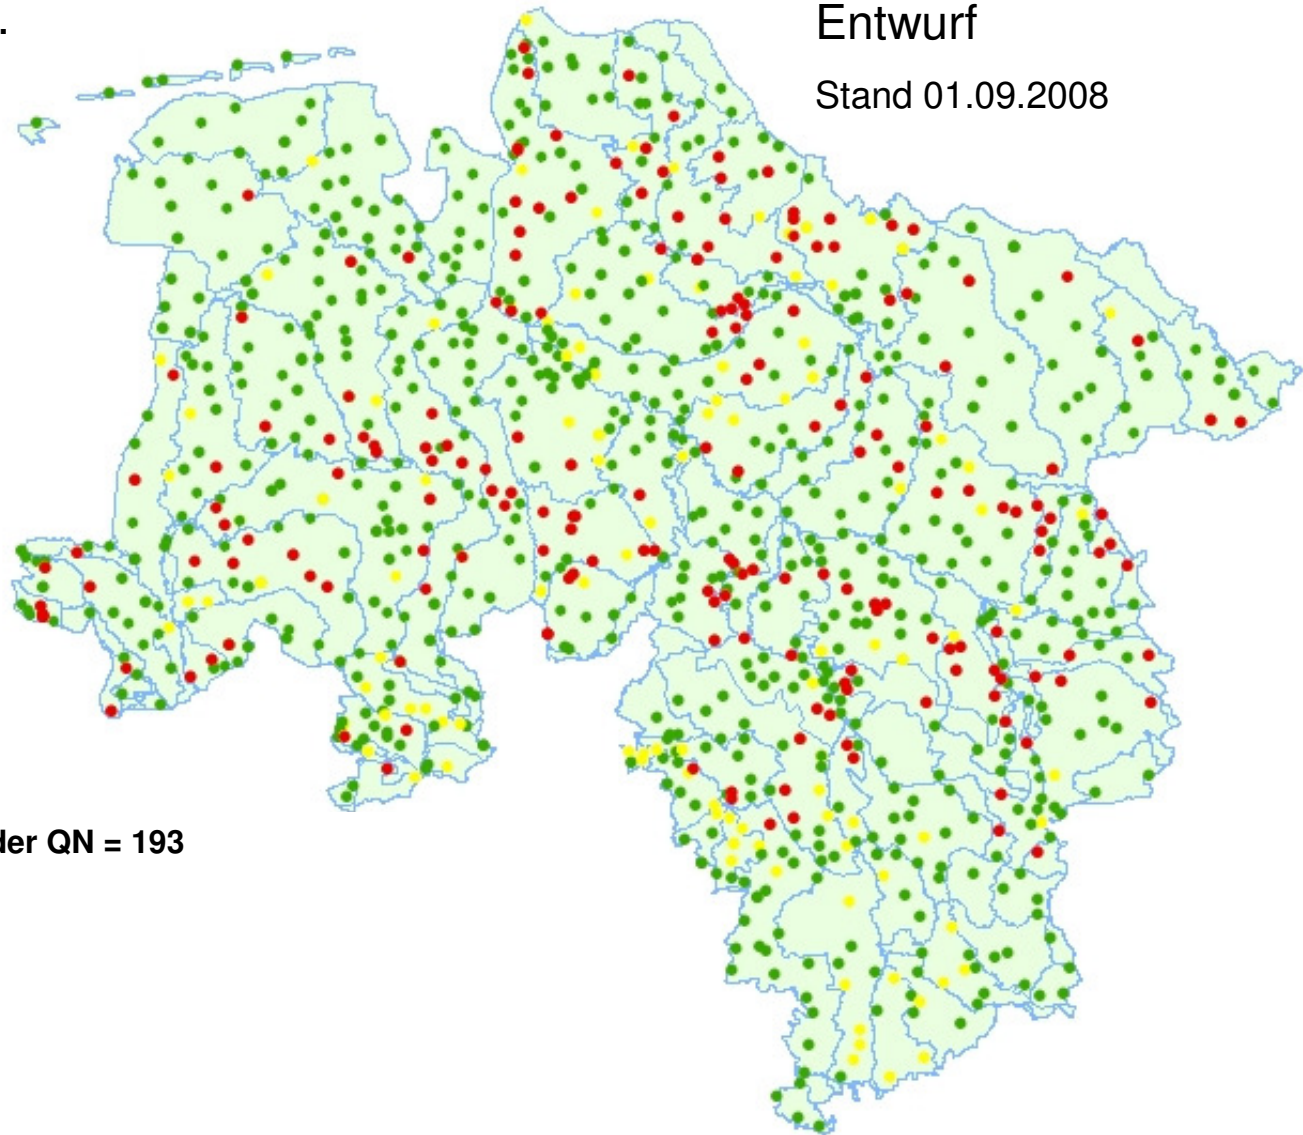 Entwurf
Stand 01.09.2008
der QN = 193